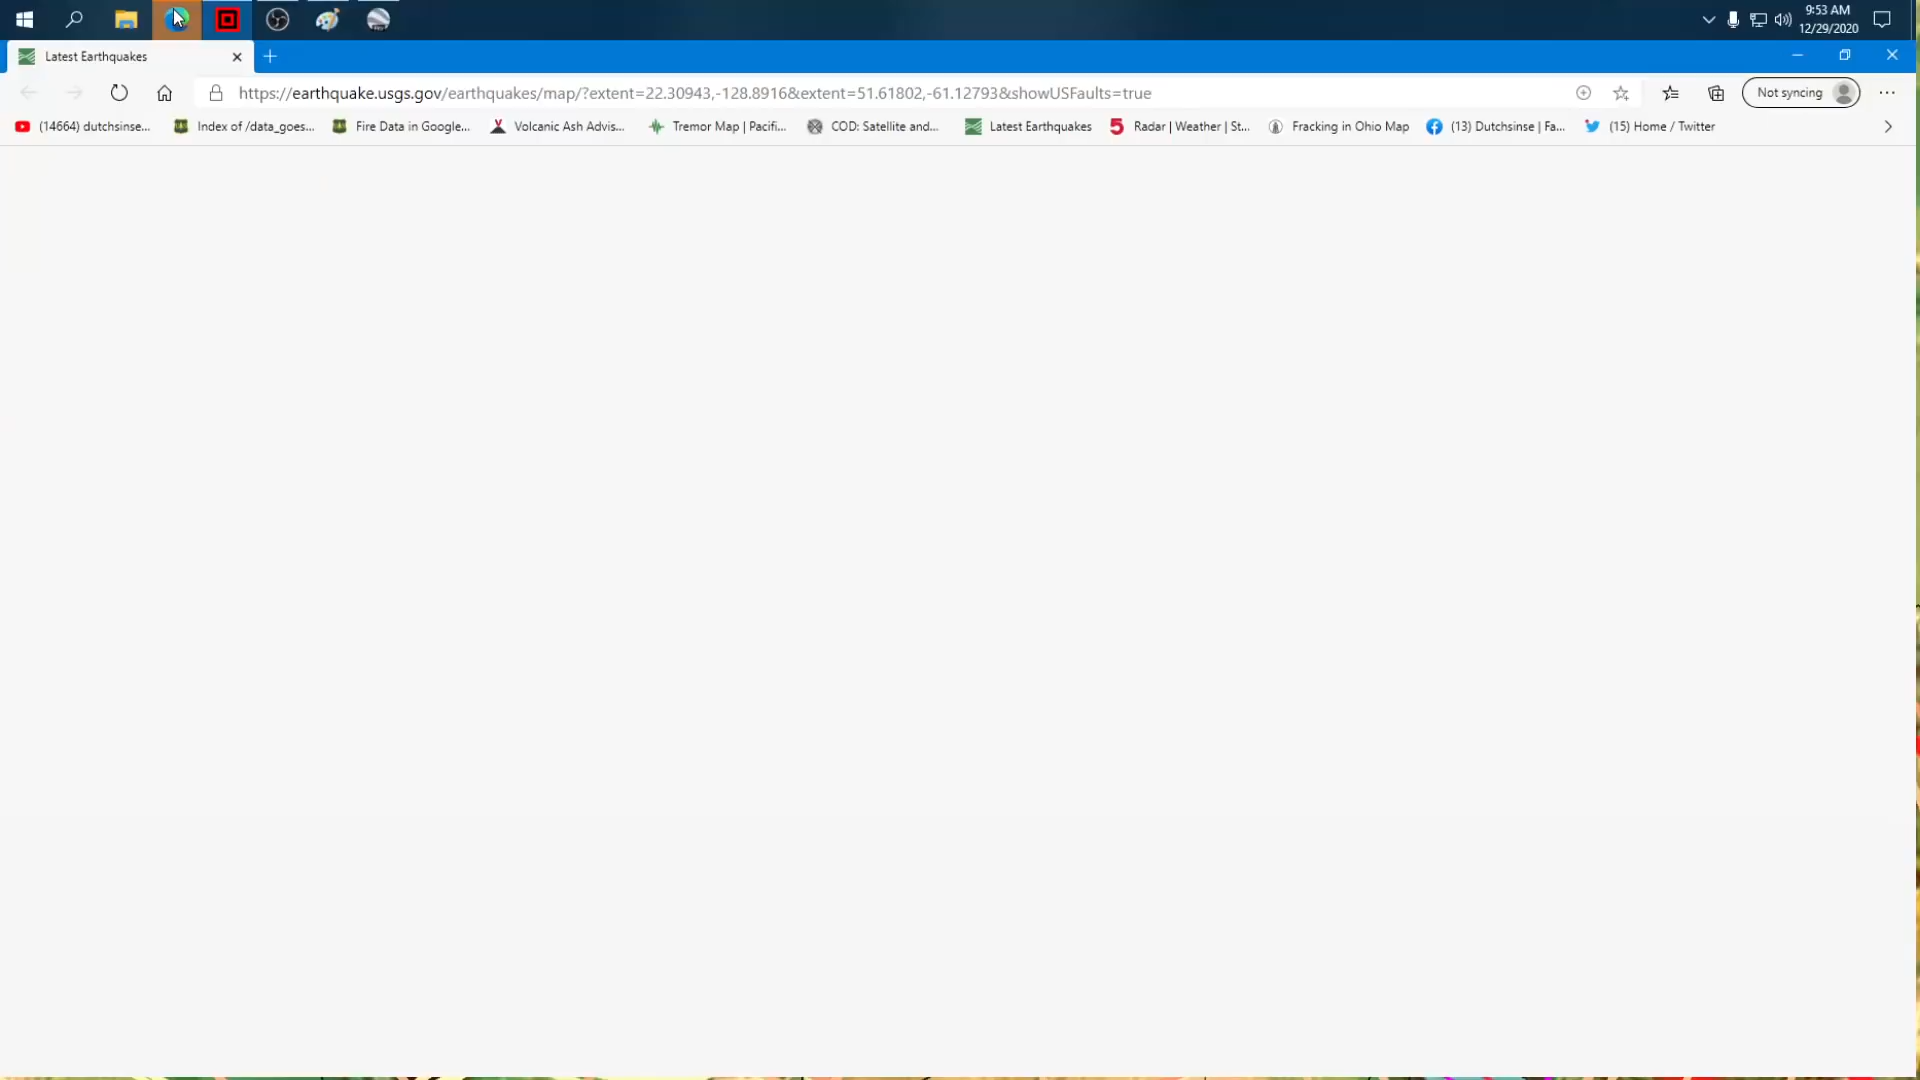 9:53 AM
12/29/2020
Latest Earthquakes
https://earthquake.usgs.gov/earthquakes/map/?extent=22.30943,-128.8916&extent=51.61802,-61.12793&showUSFaults=true
Not syncing
(14664) dutchsinse... Index of /data_goes... Fire Data in Google... Volcanic Ash Advis... Tremor Map | Pacifi... COD: Satellite and... Latest Earthquakes 5 Radar | Weather | St... Fracking in Ohio Map (13) Dutchsinse | Fa... (15) Home / Twitter